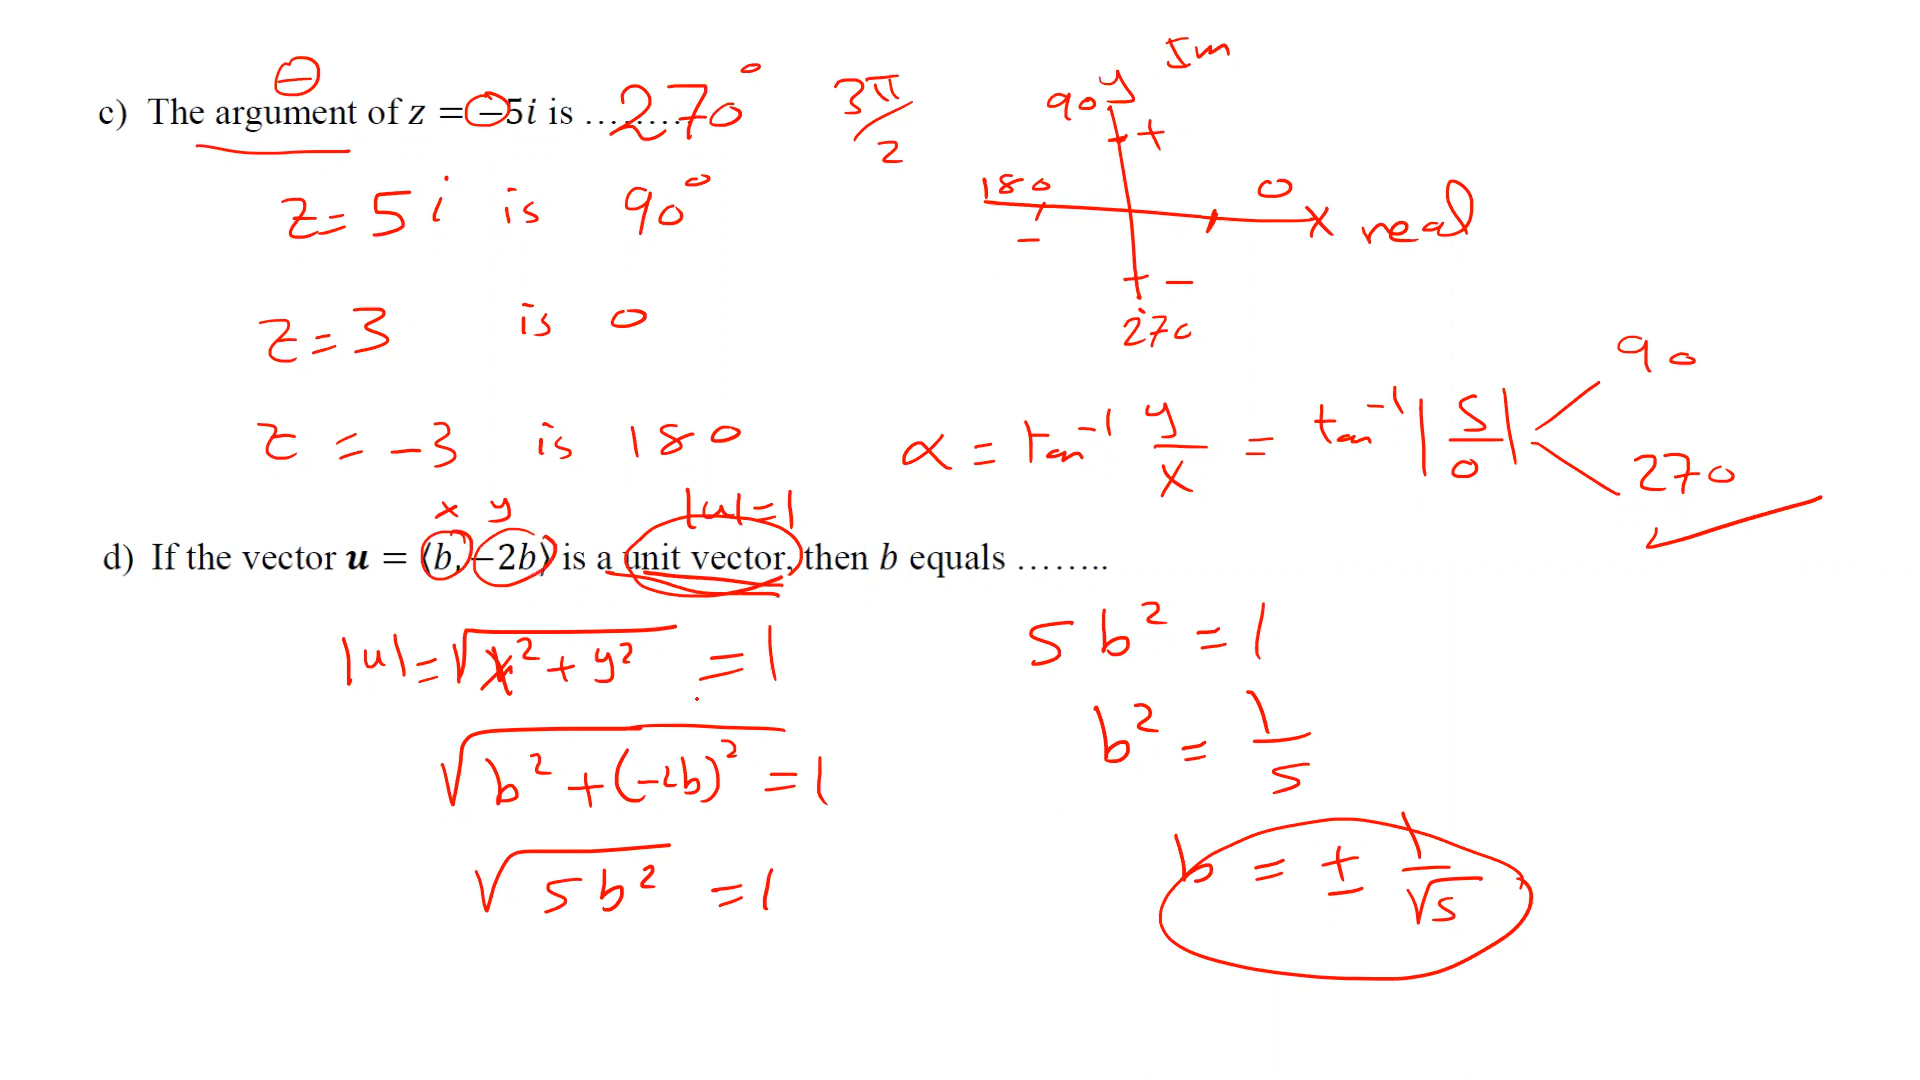 c) The argument of z = −5i is ........ 270° 3π/2
−
z = 5i is 90°
z = 3 is 0
z = −3 is 180
Im
y
90
+
180
0
x real
−
−
270
α = tan⁻¹ y/x = tan⁻¹ |5/0|
90
270
x y
|u|=1
d) If the vector u = ⟨b, −2b⟩ is a unit vector, then b equals ........
|u| = √(x² + y²) = 1
√(b² + (−2b)²) = 1
√(5b²) = 1
5b² = 1
b² = 1/5
b = ± 1/√5